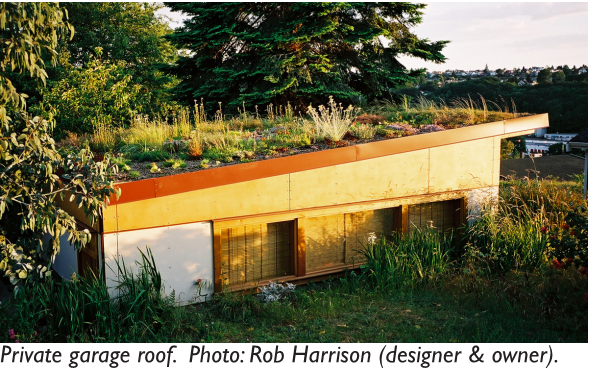 Private garage roof.  Photo: Rob Harrison (designer & owner).